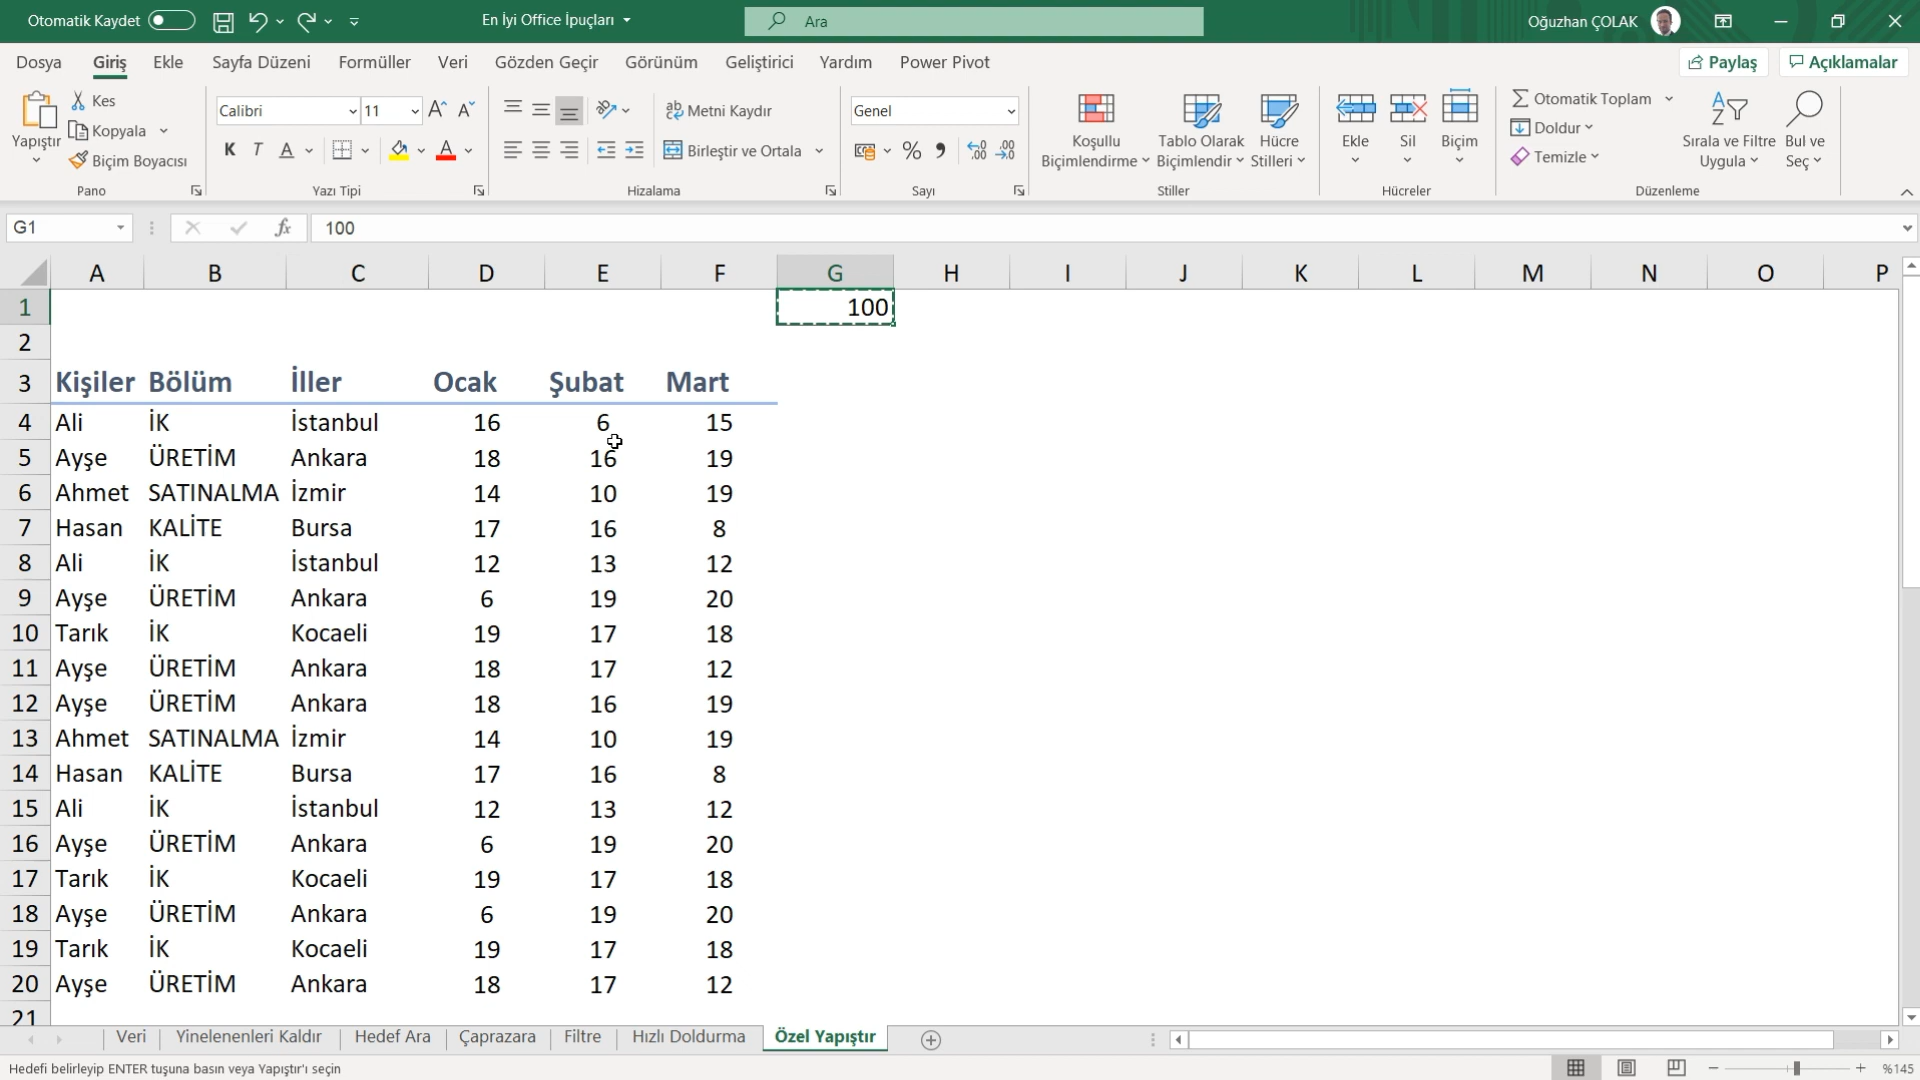 Otomatik Kaydet
En İyi Office İpuçları
Ara
Oğuzhan ÇOLAK
Dosya Giriş Ekle Sayfa Düzeni Formüller Veri Gözden Geçir Görünüm Geliştirici Yardım Power Pivot Paylaş Açıklamalar
Yapıştır
Kes
Kopyala
Biçim Boyacısı
Pano
Calibri 11
K T A
Yazı Tipi
Metni Kaydır
Birleştir ve Ortala
Hizalama
Genel
Sayı
Koşullu
Biçimlendirme
Tablo Olarak
Biçimlendir
Hücre
Stilleri
Stiller
Ekle
Sil
Biçim
Hücreler
Otomatik Toplam
Doldur
Temizle
Sırala ve Filtre
Uygula
Bul ve
Seç
Düzenleme
G1 fx 100
A B C D E F G H I J K L M N O P
1 100
2
3 Kişiler Bölüm İller Ocak Şubat Mart
4 Ali İK İstanbul 16 6 15
5 Ayşe ÜRETİM Ankara 18 16 19
6 Ahmet SATINALMA İzmir 14 10 19
7 Hasan KALİTE Bursa 17 16 8
8 Ali İK İstanbul 12 13 12
9 Ayşe ÜRETİM Ankara 6 19 20
10 Tarık İK Kocaeli 19 17 18
11 Ayşe ÜRETİM Ankara 18 17 12
12 Ayşe ÜRETİM Ankara 18 16 19
13 Ahmet SATINALMA İzmir 14 10 19
14 Hasan KALİTE Bursa 17 16 8
15 Ali İK İstanbul 12 13 12
16 Ayşe ÜRETİM Ankara 6 19 20
17 Tarık İK Kocaeli 19 17 18
18 Ayşe ÜRETİM Ankara 6 19 20
19 Tarık İK Kocaeli 19 17 18
20 Ayşe ÜRETİM Ankara 18 17 12
21
Veri Yinelenenleri Kaldır Hedef Ara Çaprazara Filtre Hızlı Doldurma Özel Yapıştır
Hedefi belirleyip ENTER tuşuna basın veya Yapıştır'ı seçin
%145